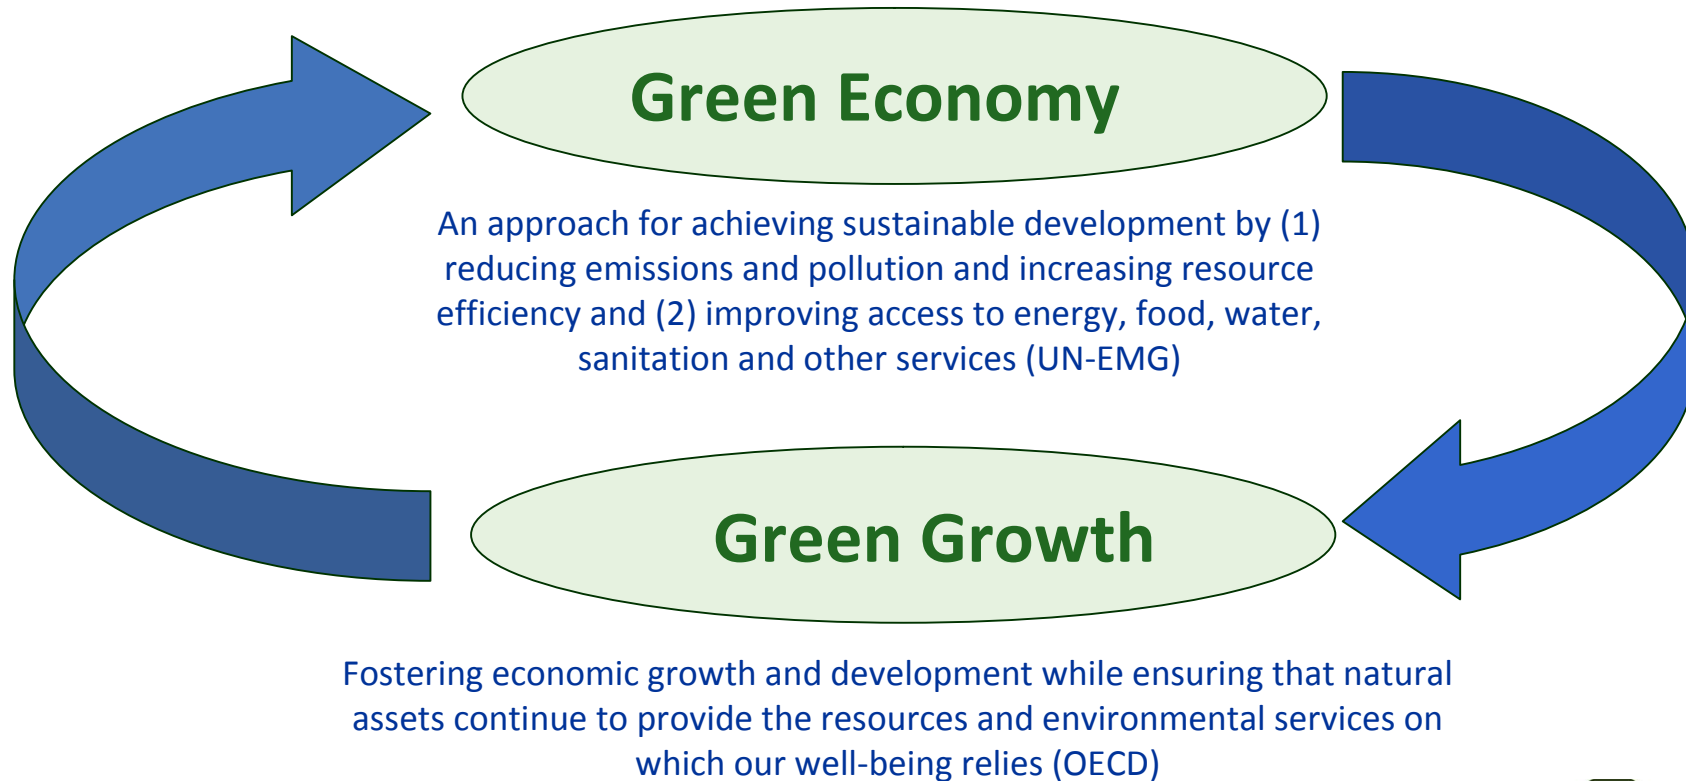 Green Economy
An approach for achieving sustainable development by (1)
reducing emissions and pollution and increasing resource
efficiency and (2) improving access to energy, food, water,
sanitation and other services (UN-EMG)
Green Growth
Fostering economic growth and development while ensuring that natural
assets continue to provide the resources and environmental services on
which our well-being relies (OECD)